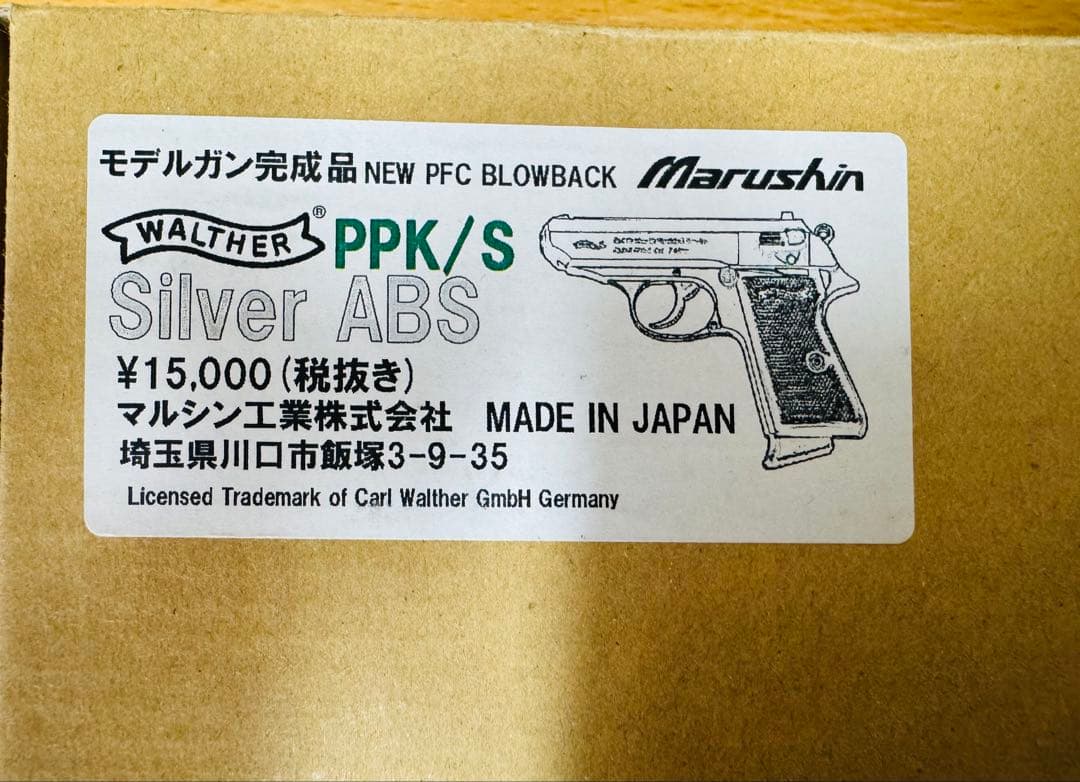 モデルガン完成品 NEW PFC BLOWBACK Marushin
WALTHER® PPK/S
Silver ABS
¥15,000(税抜き)
マルシン工業株式会社 MADE IN JAPAN
埼玉県川口市飯塚3-9-35
Licensed Trademark of Carl Walther GmbH Germany